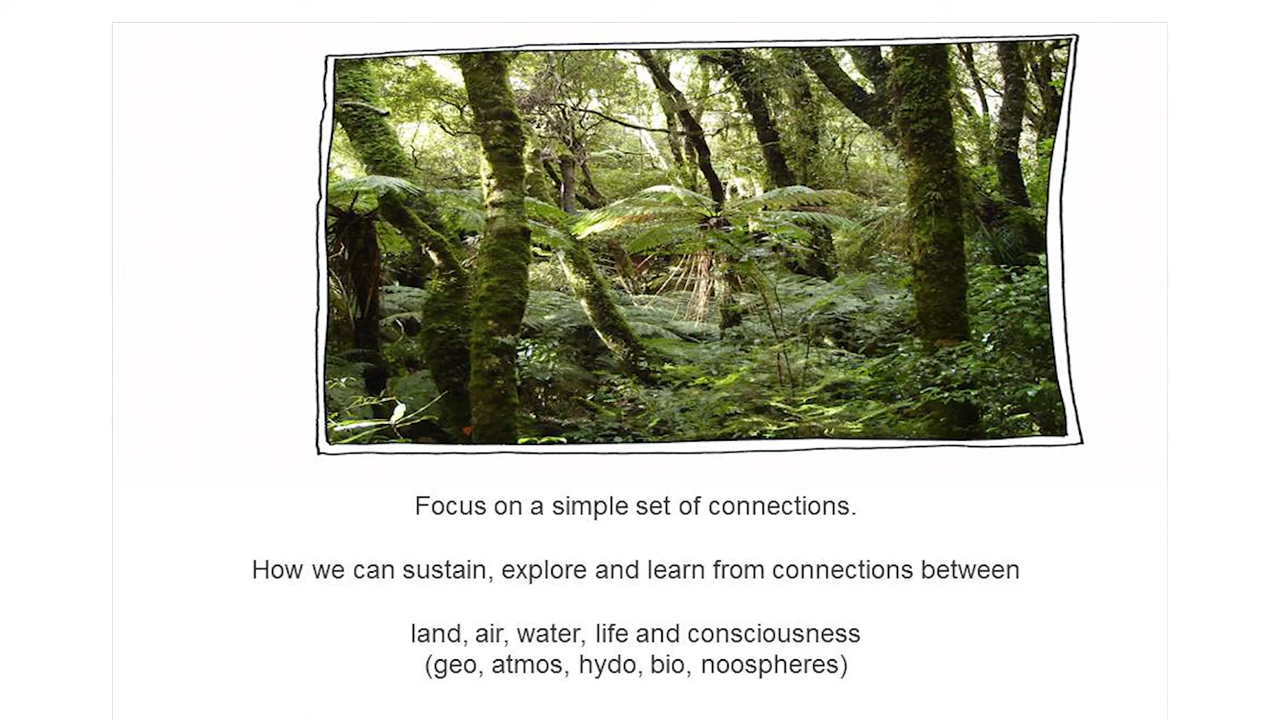 Focus on a simple set of connections.
How we can sustain, explore and learn from connections between
land, air, water, life and consciousness
(geo, atmos, hydo, bio, noospheres)